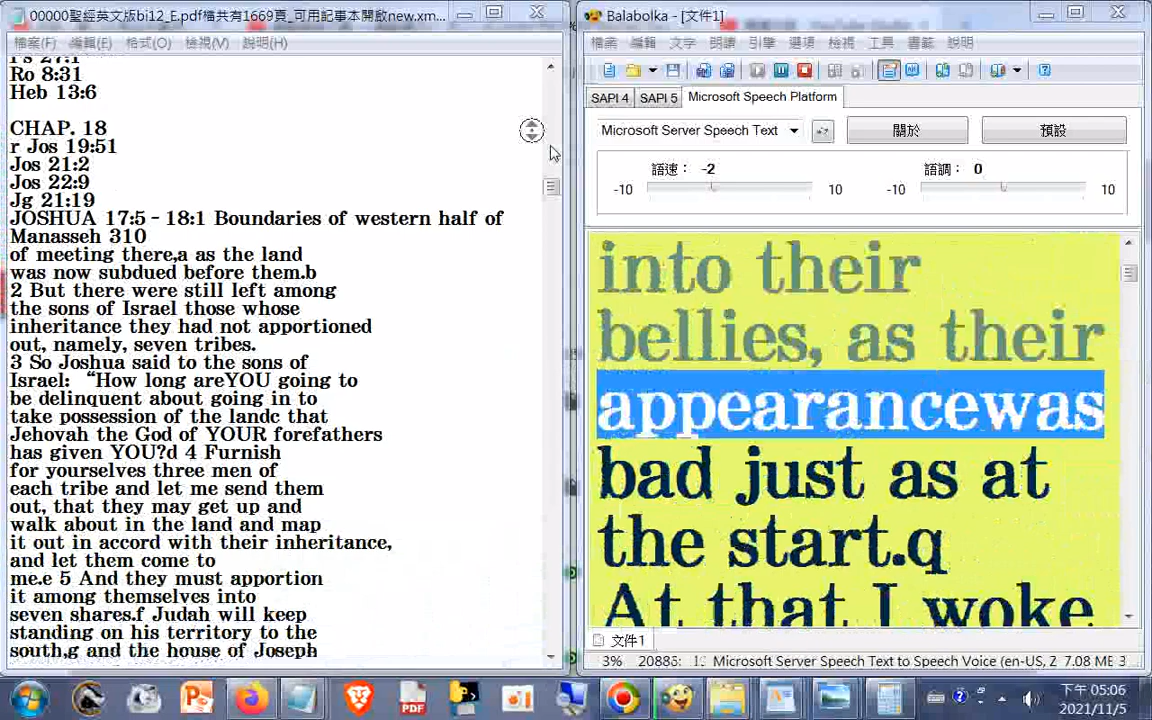 00000聖經英文版bi12_E.pdf檔共有1669頁_可用記事本開啟new.xm...
檔案(F) 編輯(E) 格式(O) 檢視(V) 說明(H)
Ps 27:1
Ro 8:31
Heb 13:6
CHAP. 18
r Jos 19:51
Jos 21:2
Jos 22:9
Jg 21:19
JOSHUA 17:5–18:1 Boundaries of western half of
Manasseh 310
of meeting there,a as the land
was now subdued before them.b
2 But there were still left among
the sons of Israel those whose
inheritance they had not apportioned
out, namely, seven tribes.
3 So Joshua said to the sons of
Israel: “How long areYOU going to
be delinquent about going in to
take possession of the landc that
Jehovah the God of YOUR forefathers
has given YOU?d 4 Furnish
for yourselves three men of
each tribe and let me send them
out, that they may get up and
walk about in the land and map
it out in accord with their inheritance,
and let them come to
me.e 5 And they must apportion
it among themselves into
seven shares.f Judah will keep
standing on his territory to the
south,g and the house of Joseph
Balabolka - [文件1]
檔案 編輯 文字 朗讀 引擎 選項 檢視 工具 書籤 說明
SAPI 4 SAPI 5 Microsoft Speech Platform
Microsoft Server Speech Text 關於 預設
語速： -2 語調： 0
-10 10 -10 10
into their
bellies, as their
appearancewas
bad just as at
the start.q
At that I woke
文件1
3% Microsoft Server Speech Text to Speech Voice (en-US, 2 7.08 ME 3
PDF
下午 05:06
2021/11/5